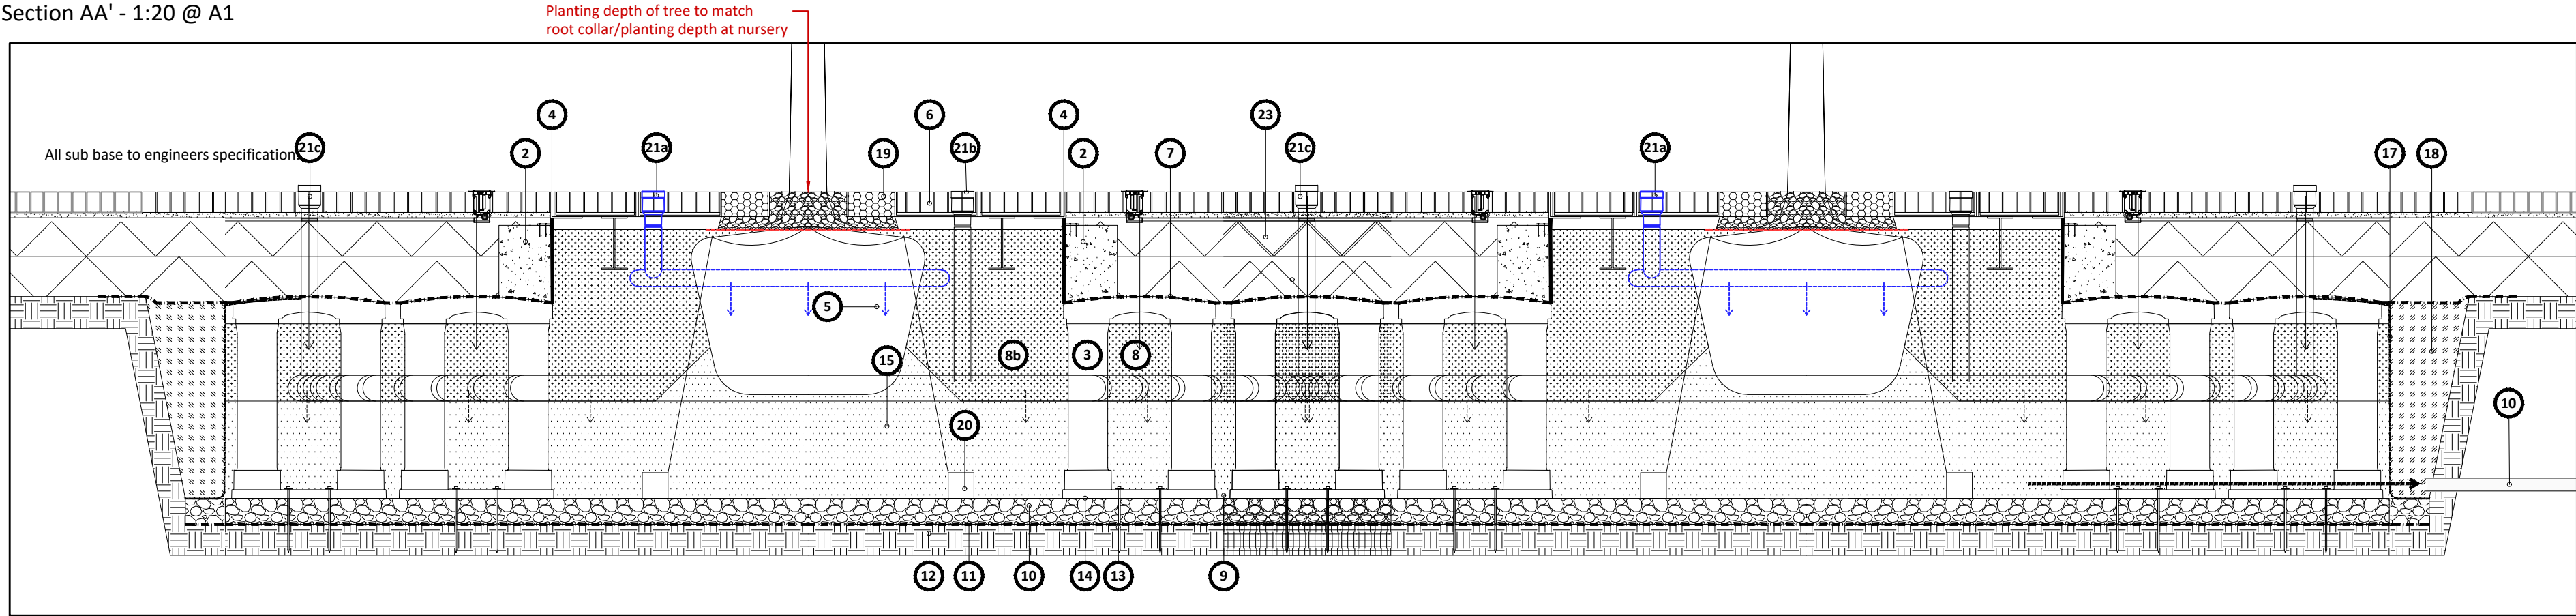 Section AA' - 1:20 @ A1
Planting depth of tree to match
root collar/planting depth at nursery
4
4
6
23
All sub base to engineers specification
21c
2
21a
19
21b
2
7
21c
21a
17
18
5
15
8b
3
8
10
20
12
11
10
14
13
9